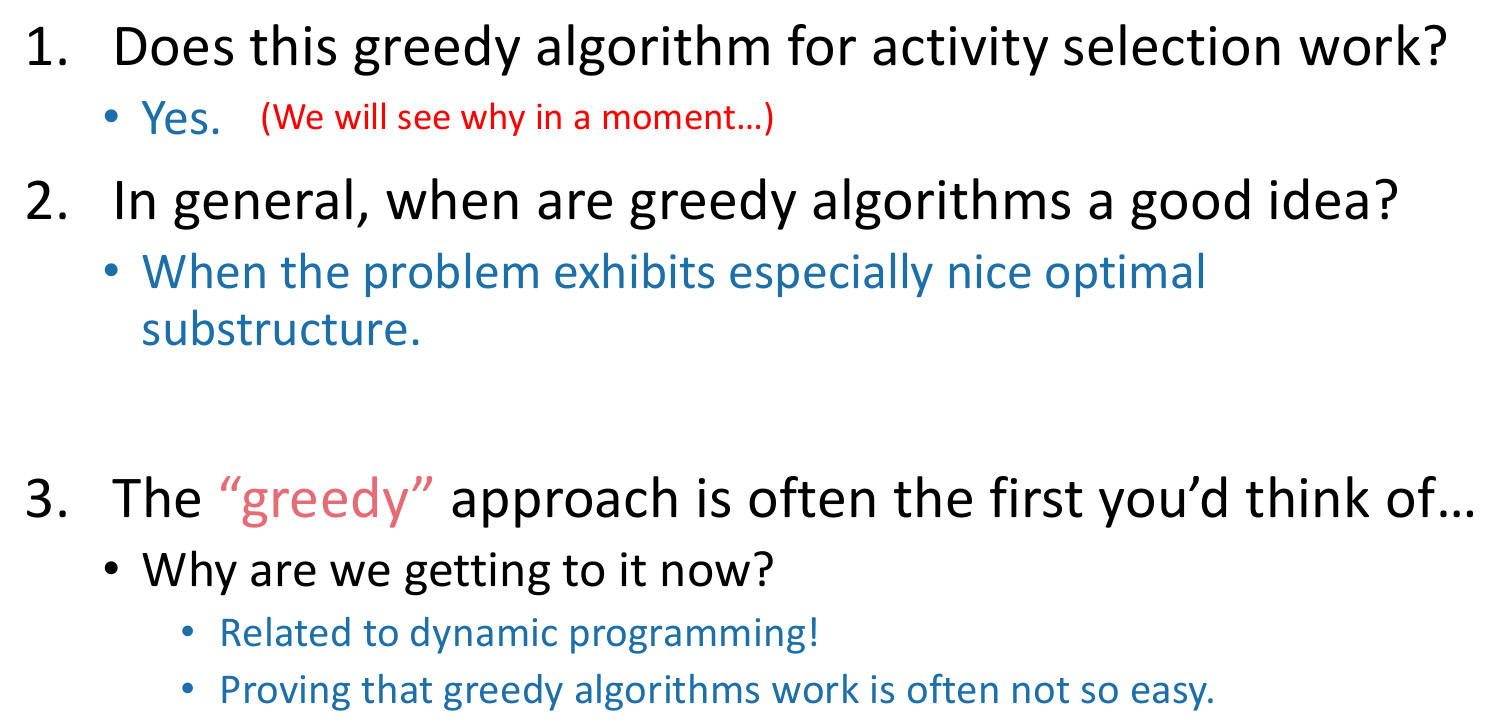 1. Does this greedy algorithm for activity selection work?
• Yes. (We will see why in a moment…)
2. In general, when are greedy algorithms a good idea?
• When the problem exhibits especially nice optimal
substructure.
3. The “greedy” approach is often the first you’d think of…
• Why are we getting to it now?
• Related to dynamic programming!
• Proving that greedy algorithms work is often not so easy.